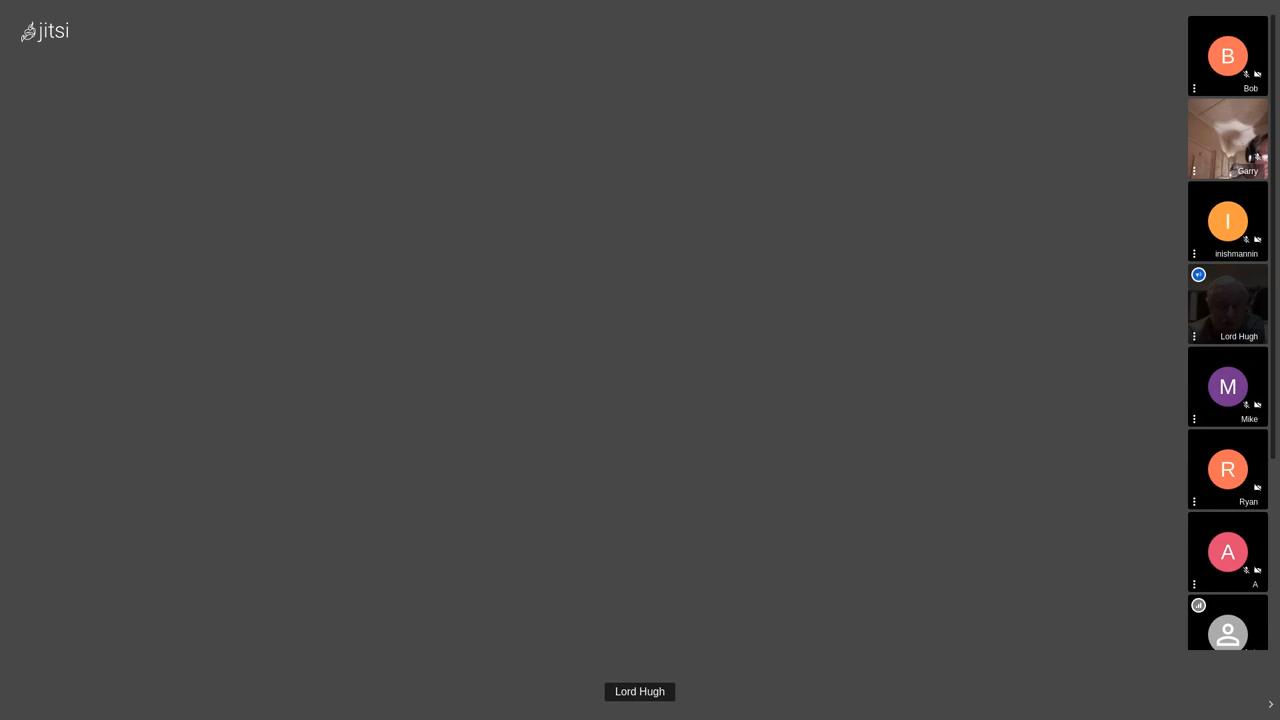 jitsi
B
Bob
Garry
I
inishmannin
Lord Hugh
M
Mike
R
Ryan
A
A
Lord Hugh